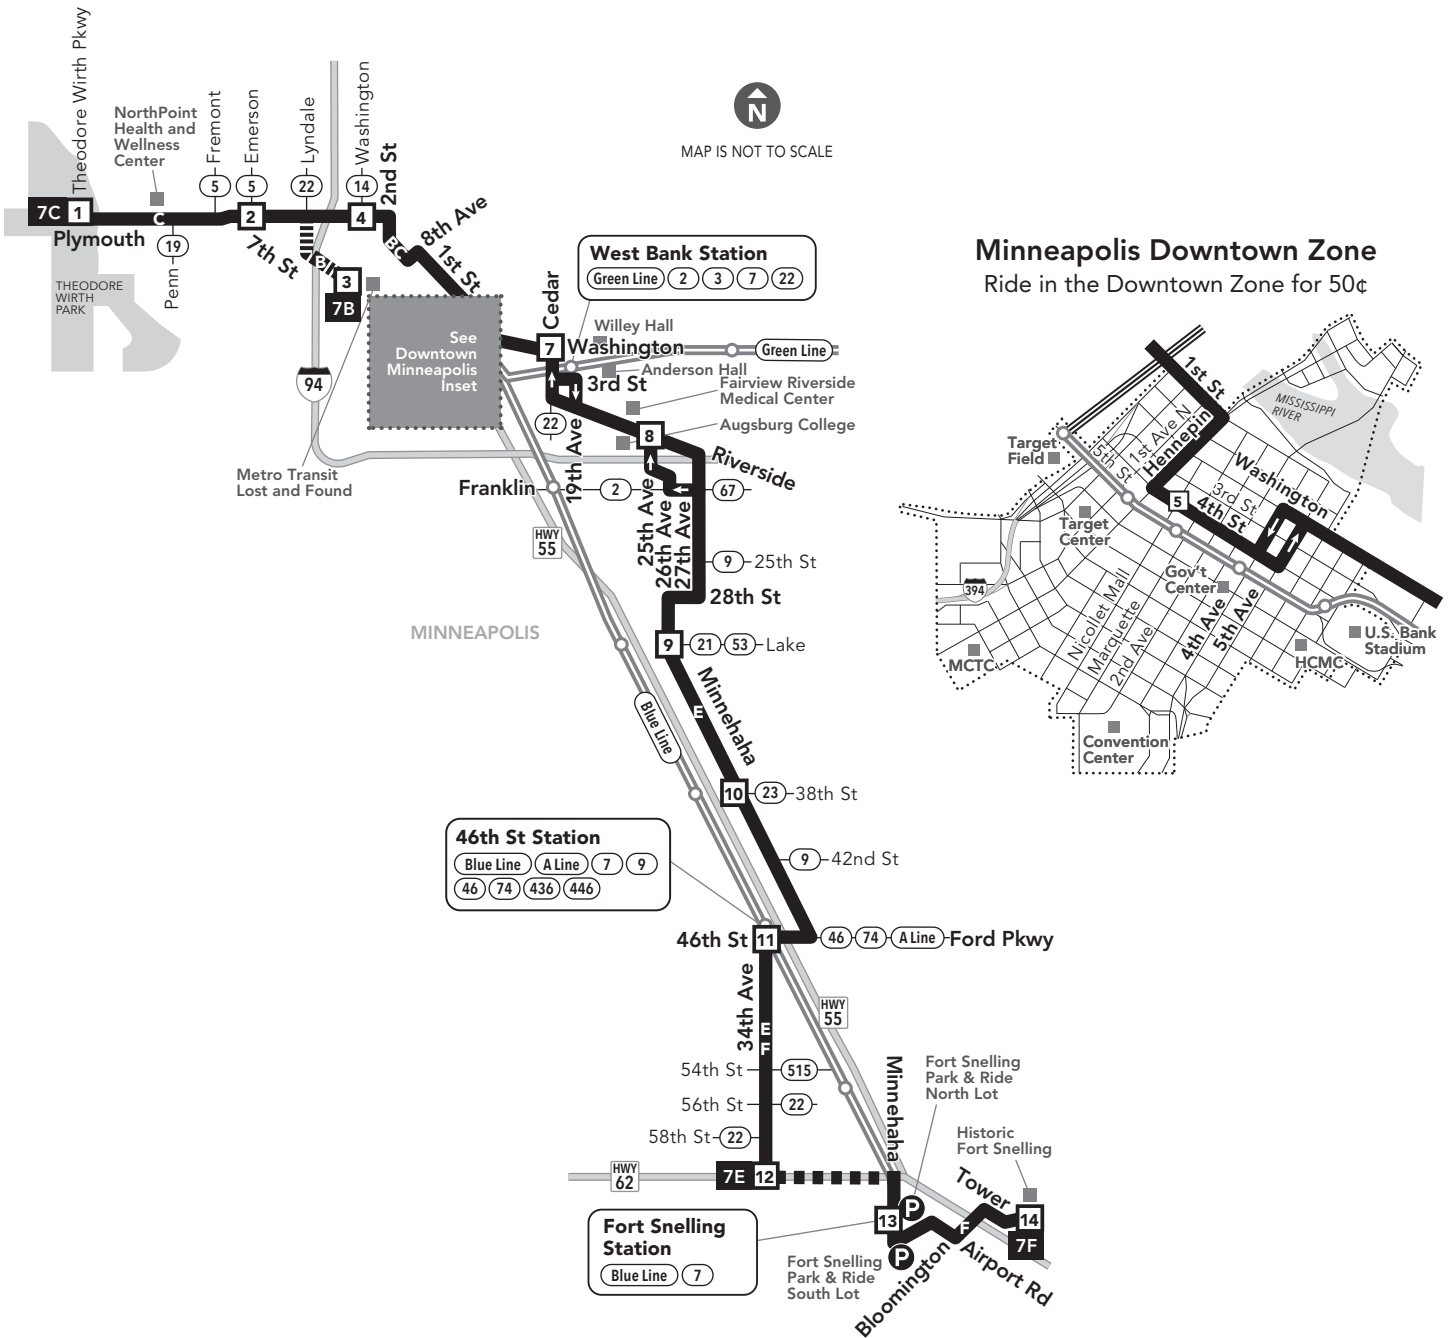 Theodore Wirth Pkwy
NorthPoint
Health and
Wellness
Center
Fremont
Emerson
Lyndale
Washington
2nd St
5
5
22
14
7C
1
C
2
4
Plymouth
19
Penn
7th St
B
3
7B
BC
8th Ave
1st St
THEODORE
WIRTH
PARK
94
See
Downtown
Minneapolis
Inset
Metro Transit
Lost and Found
N
MAP IS NOT TO SCALE
West Bank Station
Green Line
2
3
7
22
Cedar
7
Willey Hall
Washington
Green Line
Anderson Hall
3rd St
Fairview Riverside
Medical Center
22
19th Ave
8
Augsburg College
Riverside
Franklin
2
67
25th Ave
26th Ave
27th Ave
HWY
55
9
25th St
28th St
MINNEAPOLIS
9
21
53
Lake
Minnehaha
E
Blue Line
10
23
38th St
46th St Station
Blue Line
A Line
7
9
46
74
436
446
9
42nd St
46th St
11
46
74
A Line
Ford Pkwy
34th Ave
E
F
HWY
55
54th St
515
56th St
22
58th St
22
HWY
62
7E
12
Minnehaha
Fort Snelling
Park & Ride
North Lot
Historic
Fort Snelling
Tower
P
13
14
7F
F
P
Fort Snelling
Station
Blue Line
7
Fort Snelling
Park & Ride
South Lot
Bloomington
Airport Rd
Minneapolis Downtown Zone
Ride in the Downtown Zone for 50¢
1st St
MISSISSIPPI
RIVER
Target
Field
5th St
1st Ave N
Hennepin
Washington
5
3rd St
4th St
Target
Center
394
Gov't
Center
Nicollet Mall
Marquette
2nd Ave
4th Ave
5th Ave
U.S. Bank
Stadium
MCTC
HCMC
Convention
Center